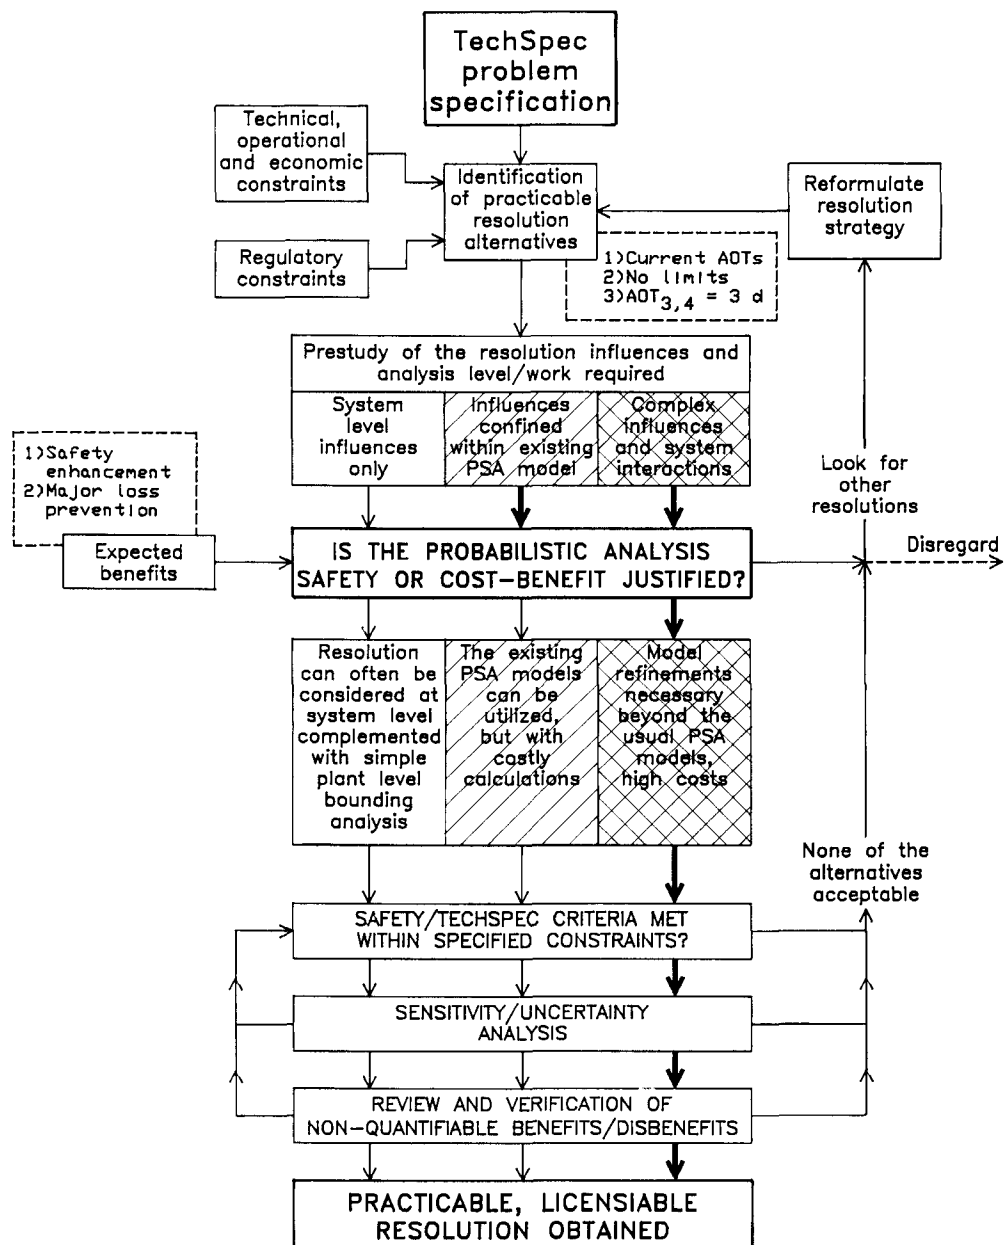 TechSpec
problem
specification
Technical,
operational
and economic
constraints
Identification
of practicable
resolution
alternatives
Reformulate
resolution
strategy
Regulatory
constraints
1)Current AOTs
2)No limits
3)AOT3,4 = 3 d
Prestudy of the resolution influences and
analysis level/work required
System
level
influences
only
Influences
confined
within existing
PSA model
Complex
influences
and system
interactions
1)Safety
enhancement
2)Major loss
prevention
Look for
other
resolutions
Expected
benefits
IS THE PROBABILISTIC ANALYSIS
SAFETY OR COST-BENEFIT JUSTIFIED?
Disregard
Resolution
can often be
considered at
system level
complemented
with simple
plant level
bounding
analysis
The existing
PSA models
can be
utilized,
but with
costly
calculations
Model
refinements
necessary
beyond the
usual PSA
models,
high costs
None of the
alternatives
acceptable
SAFETY/TECHSPEC CRITERIA MET
WITHIN SPECIFIED CONSTRAINTS?
SENSITIVITY/UNCERTAINTY
ANALYSIS
REVIEW AND VERIFICATION OF
NON-QUANTIFIABLE BENEFITS/DISBENEFITS
PRACTICABLE, LICENSIABLE
RESOLUTION OBTAINED